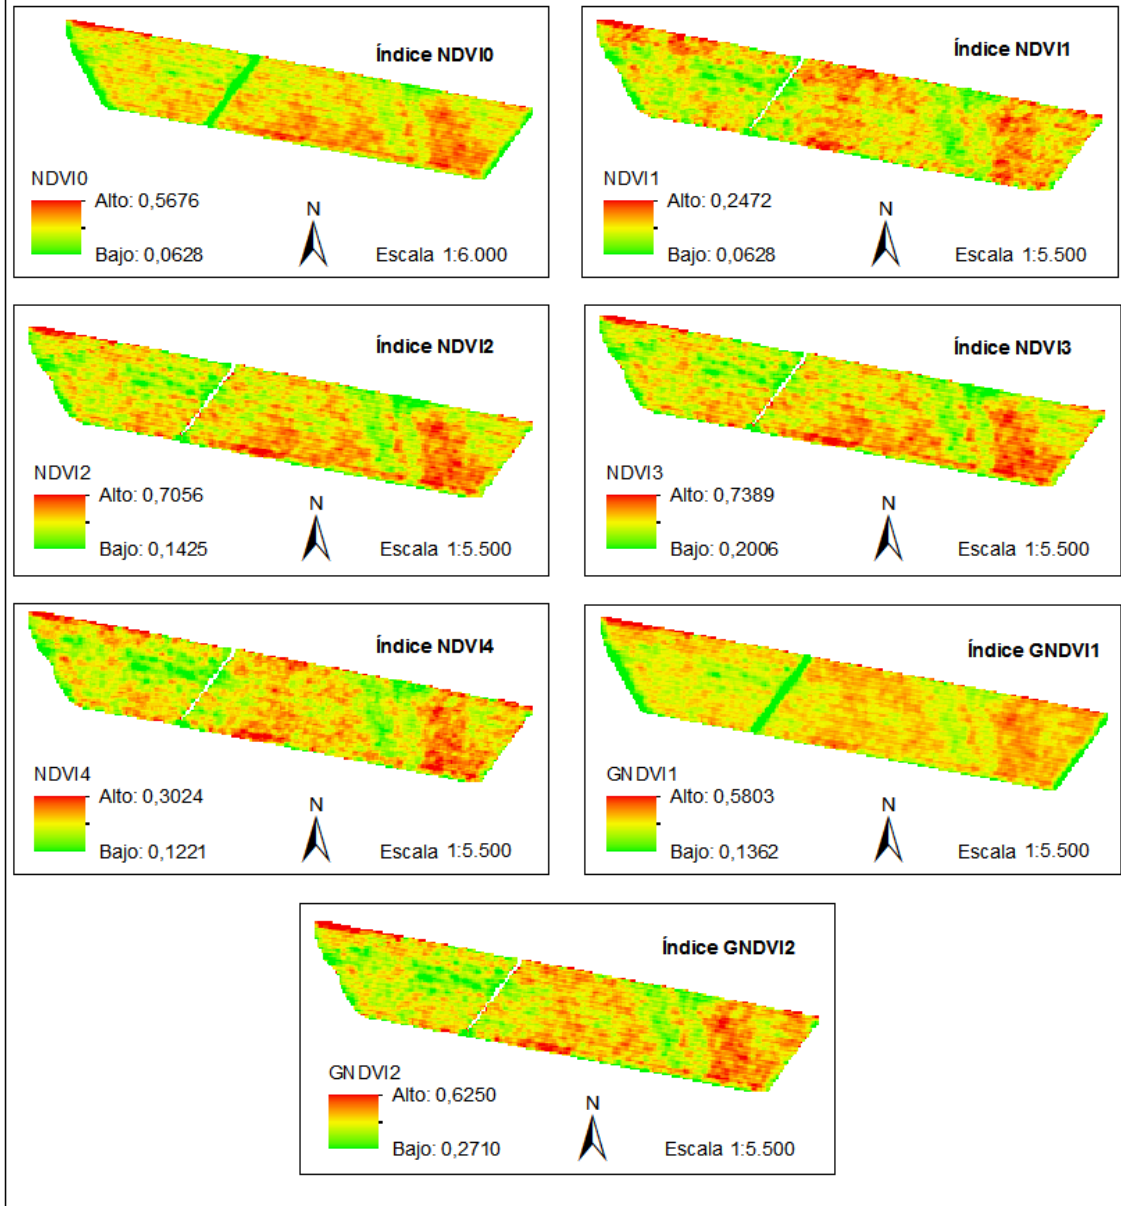 Índice NDVI0
NDVI0
Alto: 0,5676
Bajo: 0,0628
N
Escala 1:6.000
Índice NDVI1
NDVI1
Alto: 0,2472
Bajo: 0,0628
N
Escala 1:5.500
Índice NDVI2
NDVI2
Alto: 0,7056
Bajo: 0,1425
N
Escala 1:5.500
Índice NDVI3
NDVI3
Alto: 0,7389
Bajo: 0,2006
N
Escala 1:5.500
Índice NDVI4
NDVI4
Alto: 0,3024
Bajo: 0,1221
N
Escala 1:5.500
Índice GNDVI1
GNDVI1
Alto: 0,5803
Bajo: 0,1362
N
Escala 1:5.500
Índice GNDVI2
GNDVI2
Alto: 0,6250
Bajo: 0,2710
N
Escala 1:5.500